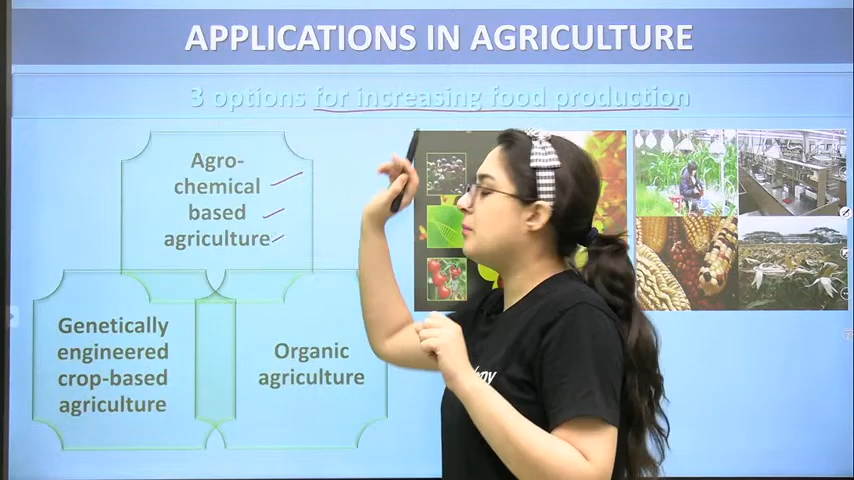 APPLICATIONS IN AGRICULTURE
3 options for increasing food production
Agro-
chemical
based
agriculture
Genetically
engineered
crop-based
agriculture
Organic
agriculture